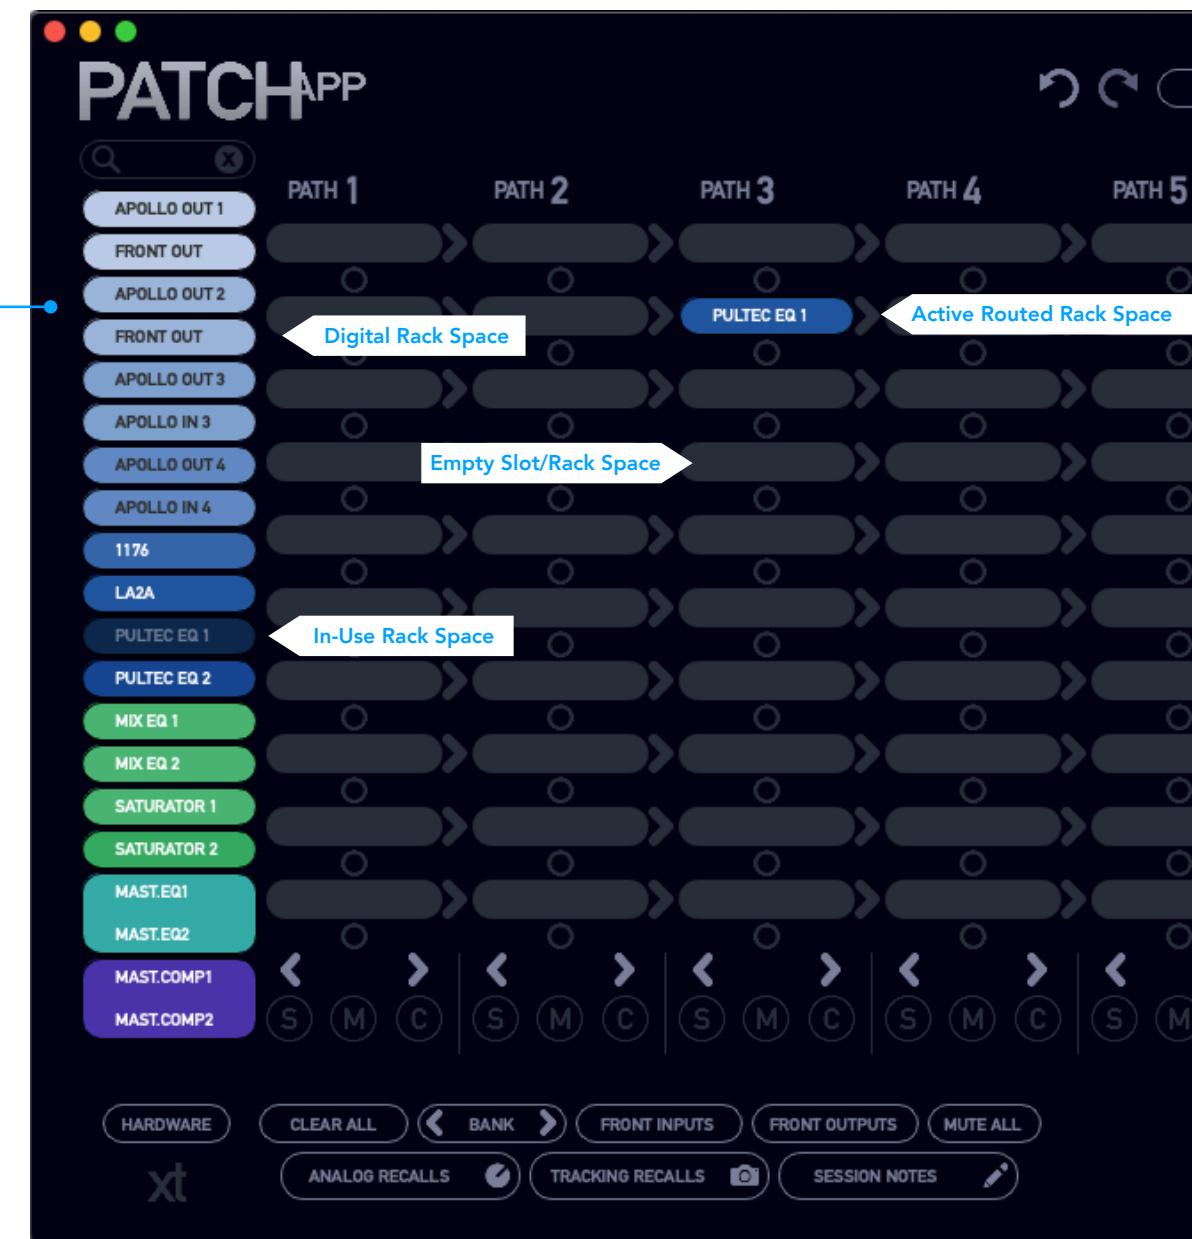 PATCHAPP
PATH 1
PATH 2
PATH 3
PATH 4
PATH 5
APOLLO OUT 1
FRONT OUT
APOLLO OUT 2
FRONT OUT
APOLLO OUT 3
APOLLO IN 3
APOLLO OUT 4
APOLLO IN 4
1176
LA2A
PULTEC EQ 1
PULTEC EQ 2
MIX EQ 1
MIX EQ 2
SATURATOR 1
SATURATOR 2
MAST.EQ1
MAST.EQ2
MAST.COMP1
MAST.COMP2
PULTEC EQ 1
Active Routed Rack Space
Digital Rack Space
Empty Slot/Rack Space
In-Use Rack Space
S M C
S M C
S M C
S M C
S M
HARDWARE
CLEAR ALL
BANK
FRONT INPUTS
FRONT OUTPUTS
MUTE ALL
xt
ANALOG RECALLS
TRACKING RECALLS
SESSION NOTES